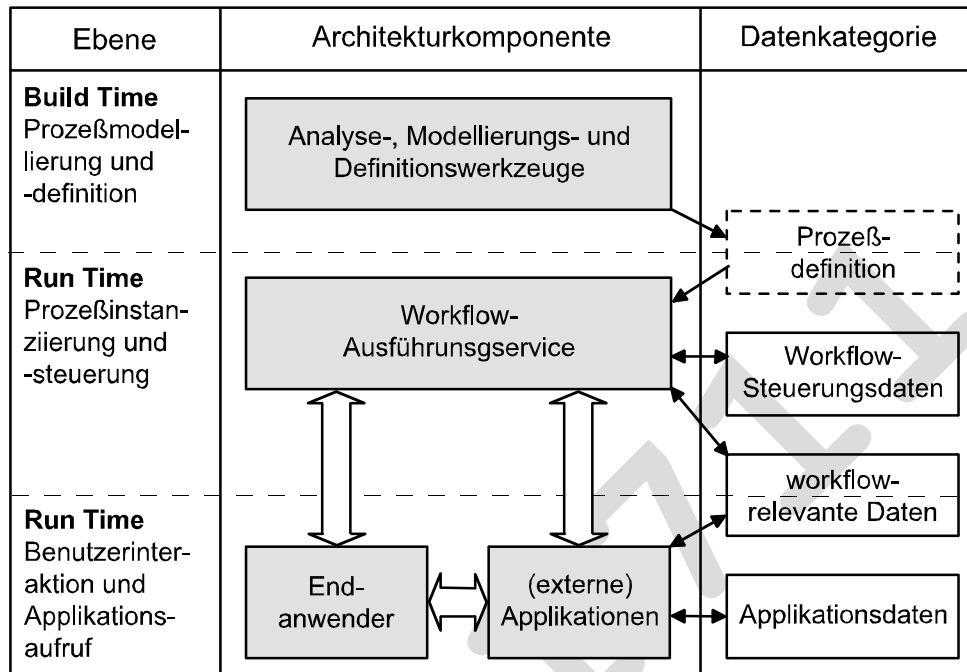 Ebene
Architekturkomponente
Datenkategorie
Build Time
Prozeßmodel-
lierung und
-definition
Analyse-, Modellierungs- und
Definitionswerkzeuge
Prozeß-
definition
Run Time
Prozeßinstan-
ziierung und
-steuerung
Workflow-
Ausführunsgservice
Workflow-
Steuerungsdaten
workflow-
relevante Daten
Run Time
Benutzerinter-
aktion und
Applikations-
aufruf
End-
anwender
(externe)
Applikationen
Applikationsdaten